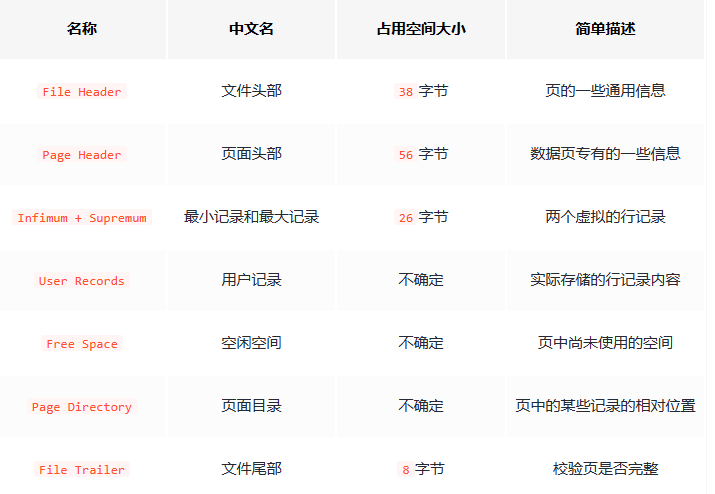 名称 中文名 占用空间大小 简单描述
File Header 文件头部 38 字节 页的一些通用信息
Page Header 页面头部 56 字节 数据页专有的一些信息
Infimum + Supremum 最小记录和最大记录 26 字节 两个虚拟的行记录
User Records 用户记录 不确定 实际存储的行记录内容
Free Space 空闲空间 不确定 页中尚未使用的空间
Page Directory 页面目录 不确定 页中的某些记录的相对位置
File Trailer 文件尾部 8 字节 校验页是否完整